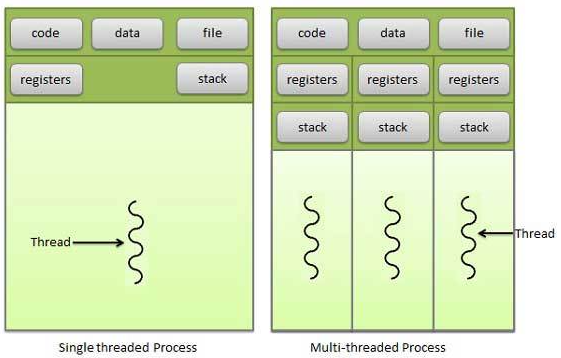 code data file
registers stack
Thread
Single threaded Process
code data file
registers registers registers
stack stack stack
Thread
Multi-threaded Process